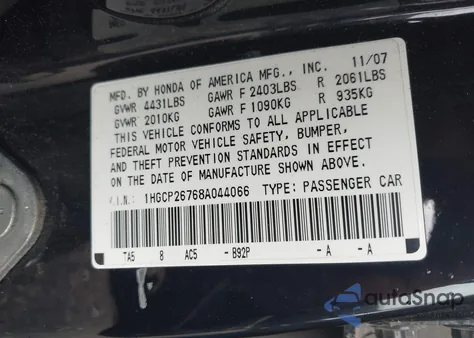 MFD. BY HONDA OF AMERICA MFG., INC. 11/07
GVWR 4431LBS GAWR F 2403LBS R 2061LBS
GVWR 2010KG GAWR F 1090KG R 935KG
THIS VEHICLE CONFORMS TO ALL APPLICABLE
FEDERAL MOTOR VEHICLE SAFETY, BUMPER,
AND THEFT PREVENTION STANDARDS IN EFFECT
ON THE DATE OF MANUFACTURE SHOWN ABOVE.
V.I.N.: 1HGCP26768A044066 TYPE: PASSENGER CAR
TA5 8 AC5 - B92P - A - A
autoSnap